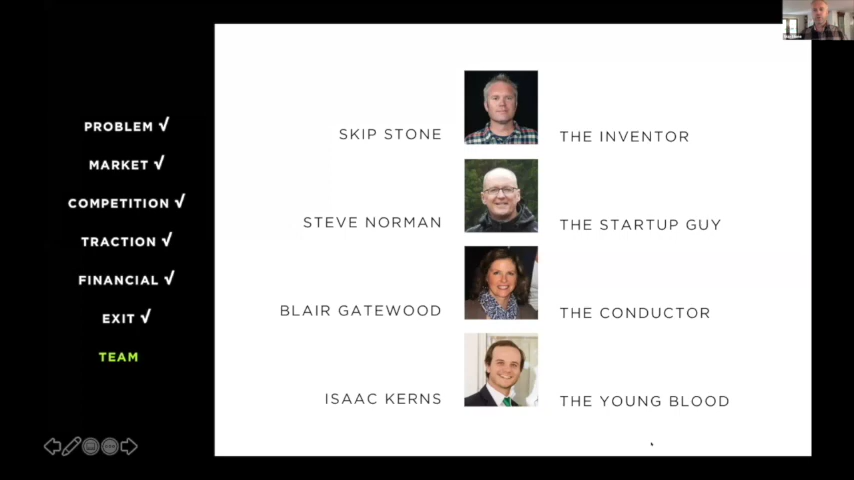 PROBLEM √
MARKET √
COMPETITION √
TRACTION √
FINANCIAL √
EXIT √
TEAM
SKIP STONE
THE INVENTOR
STEVE NORMAN
THE STARTUP GUY
BLAIR GATEWOOD
THE CONDUCTOR
ISAAC KERNS
THE YOUNG BLOOD